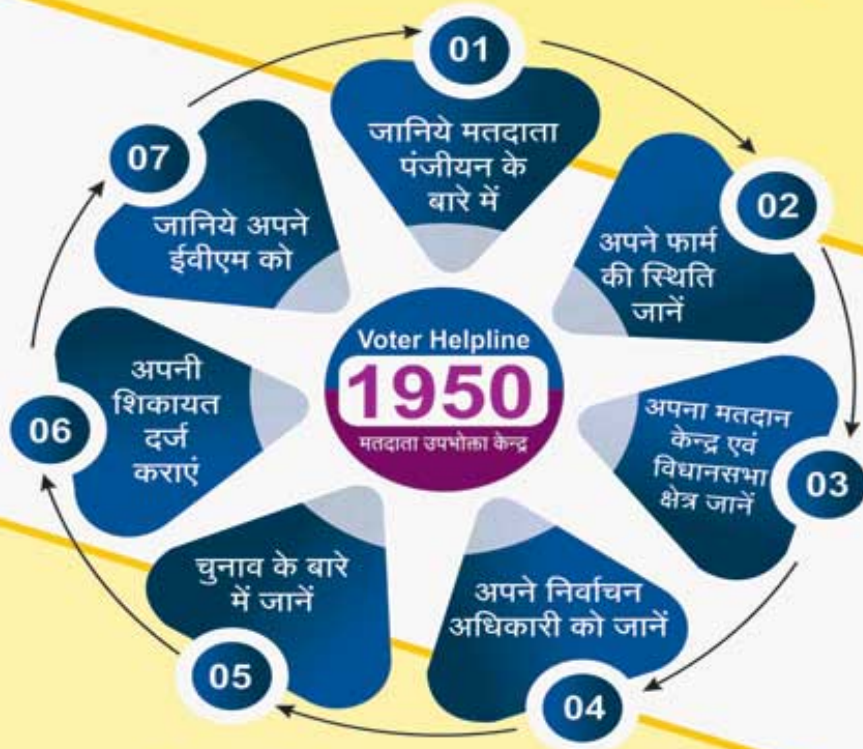 01
जानिये मतदाता
पंजीयन के
बारे में
02
अपने फार्म
की स्थिति
जानें
03
अपना मतदान
केन्द्र एवं
विधानसभा
क्षेत्र जानें
04
अपने निर्वाचन
अधिकारी को जानें
05
चुनाव के बारे
में जानें
06
अपनी
शिकायत
दर्ज
कराएं
07
जानिये अपने
ईवीएम को
Voter Helpline
1950
मतदाता उपभोक्ता केन्द्र